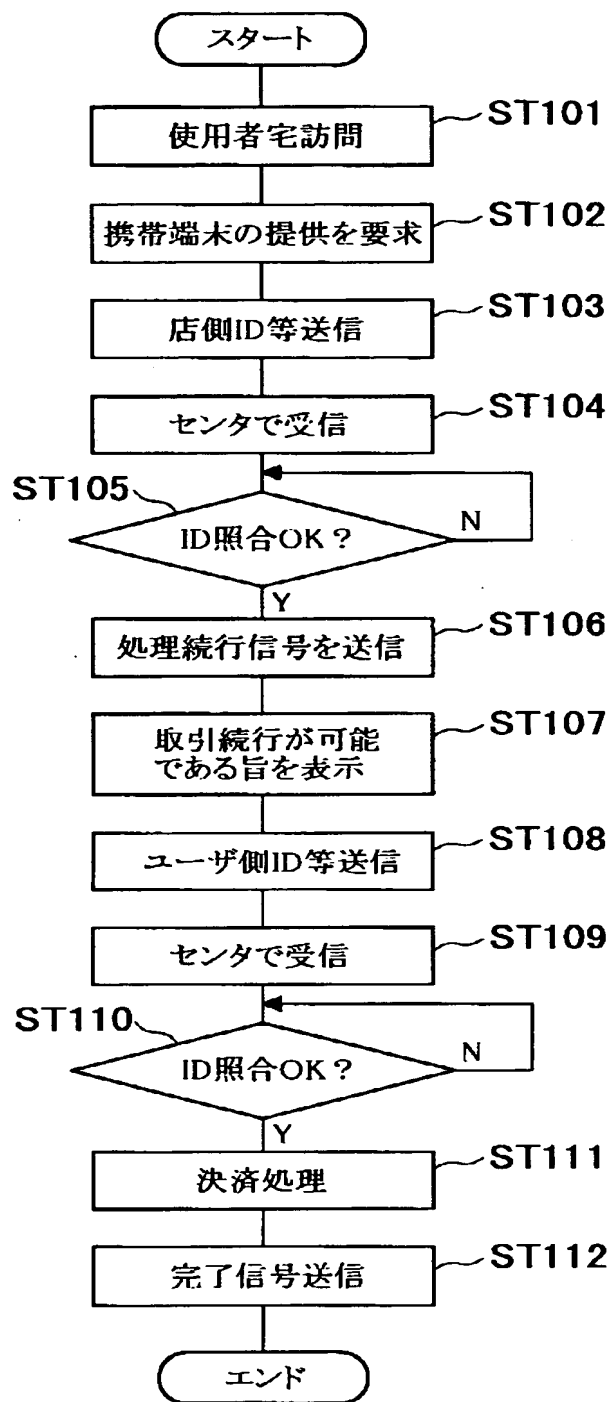 スタート
使用者宅訪問
ST101
携帯端末の提供を要求
ST102
店側ID等送信
ST103
センタで受信
ST104
ST105
ID照合OK?
N
Y
処理続行信号を送信
ST106
取引続行が可能
である旨を表示
ST107
ユーザ側ID等送信
ST108
センタで受信
ST109
ST110
ID照合OK?
N
Y
決済処理
ST111
完了信号送信
ST112
エンド